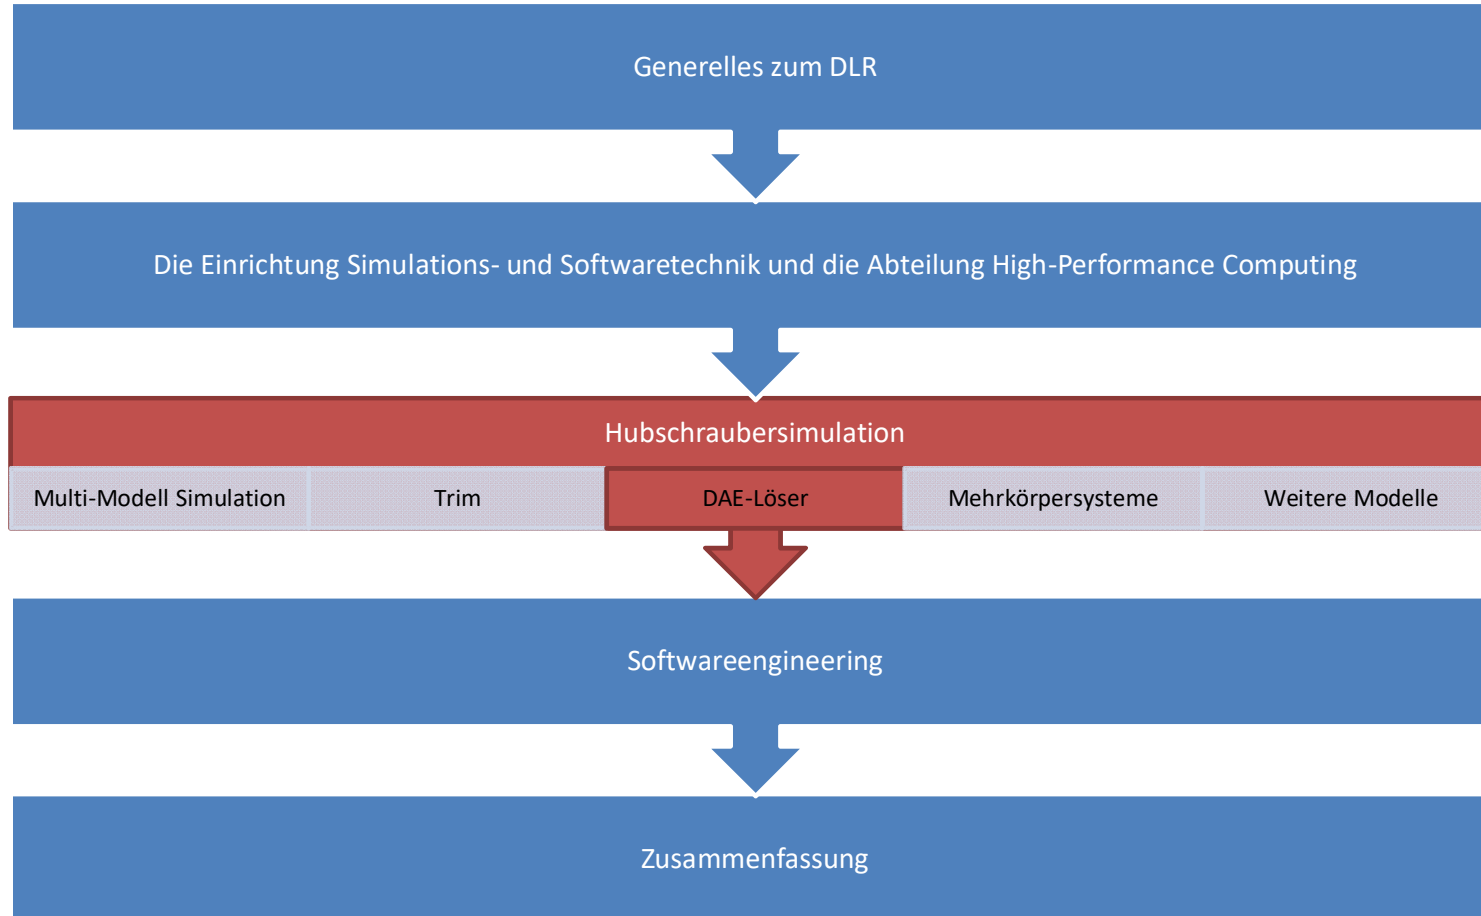 Generelles zum DLR
Die Einrichtung Simulations- und Softwaretechnik und die Abteilung High-Performance Computing
Hubschraubersimulation
Multi-Modell Simulation
Trim
DAE-Löser
Mehrkörpersysteme
Weitere Modelle
Softwareengineering
Zusammenfassung